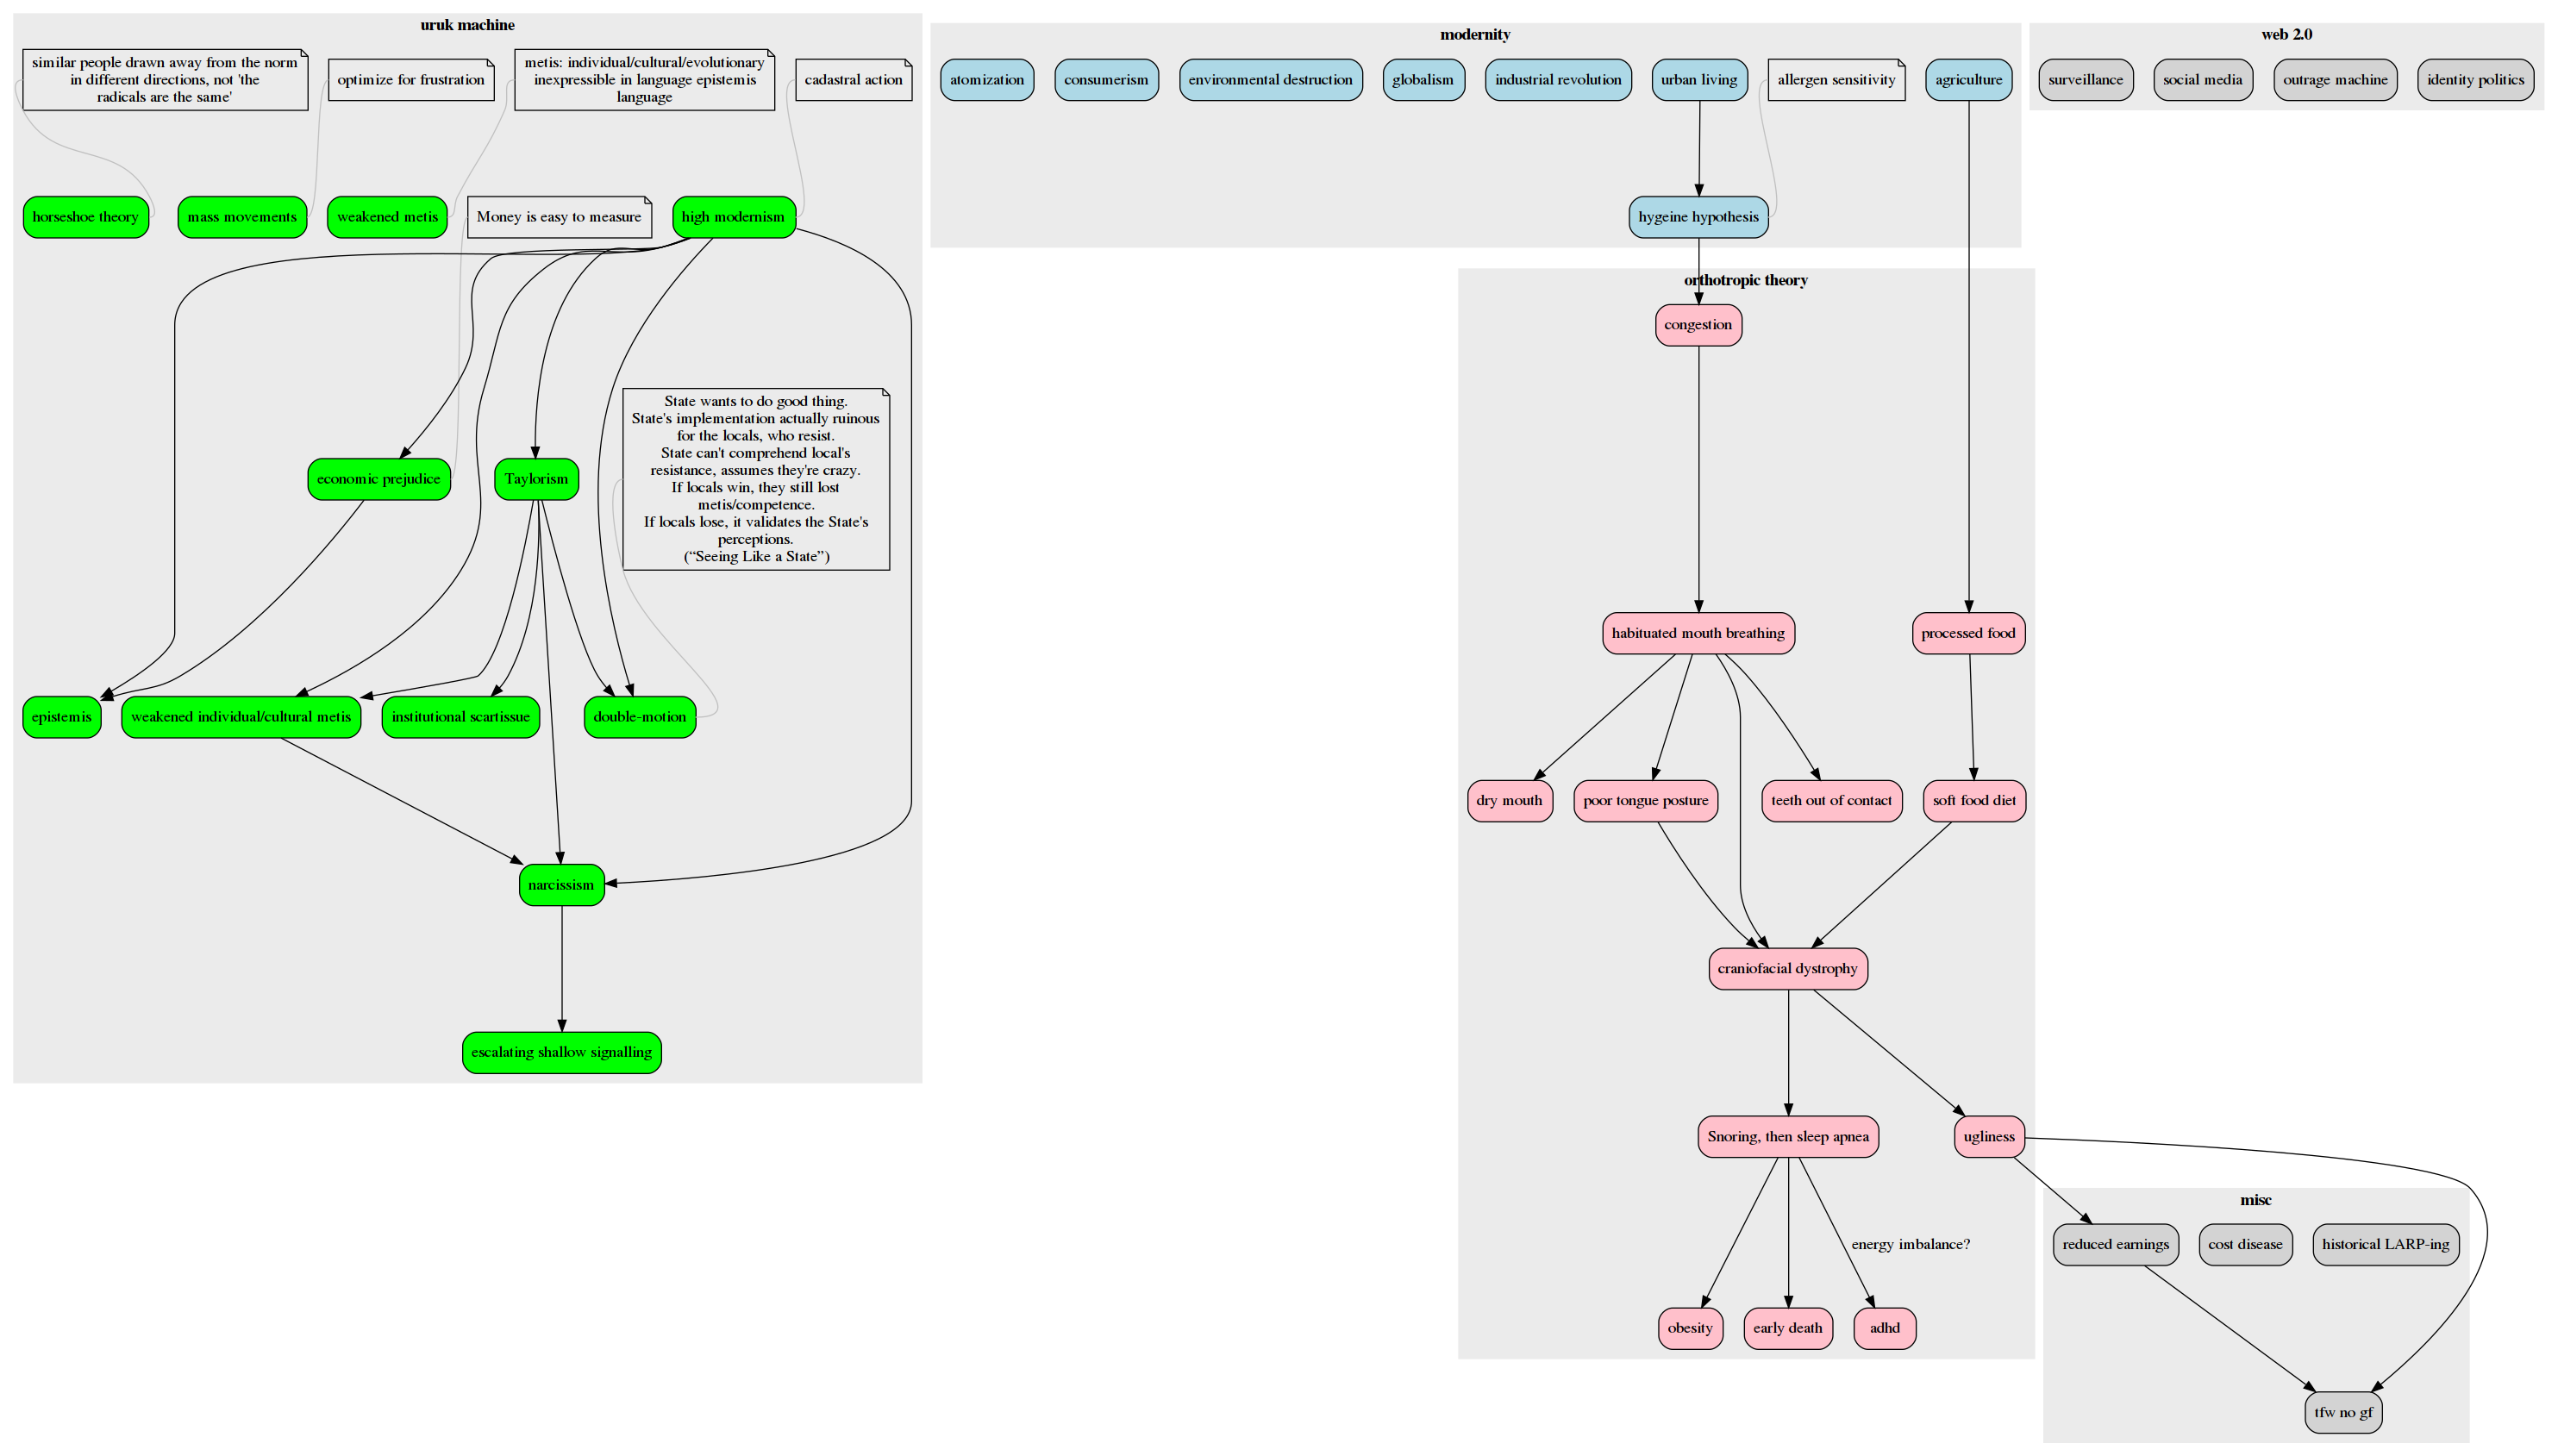 uruk machine
similar people drawn away from the norm
in different directions, not 'the
radicals are the same'
optimize for frustration
metis: individual/cultural/evolutionary
inexpressible in language epistemis
language
cadastral action
horseshoe theory
mass movements
weakened metis
Money is easy to measure
high modernism
economic prejudice
Taylorism
State wants to do good thing.
State's implementation actually ruinous
for the locals, who resist.
State can't comprehend local's
resistance, assumes they're crazy.
If locals win, they still lost
metis/competence.
If locals lose, it validates the State's
perceptions.
(“Seeing Like a State”)
epistemis
weakened individual/cultural metis
institutional scartissue
double-motion
narcissism
escalating shallow signalling
modernity
atomization
consumerism
environmental destruction
globalism
industrial revolution
urban living
allergen sensitivity
agriculture
hygeine hypothesis
orthotropic theory
congestion
habituated mouth breathing
processed food
dry mouth
poor tongue posture
teeth out of contact
soft food diet
craniofacial dystrophy
Snoring, then sleep apnea
ugliness
energy imbalance?
obesity
early death
adhd
web 2.0
surveillance
social media
outrage machine
identity politics
misc
reduced earnings
cost disease
historical LARP-ing
tfw no gf